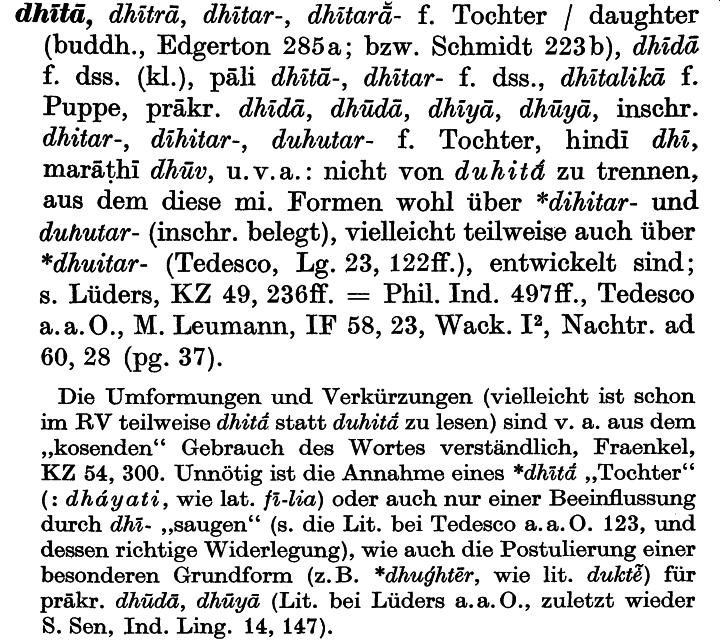 dhītā, dhītrā, dhītar-, dhītarā̆- f. Tochter / daughter
(buddh., Edgerton 285a; bzw. Schmidt 223b), dhīdā
f. dss. (kl.), pāli dhītā-, dhītar- f. dss., dhītalikā f.
Puppe, prākr. dhīdā, dhūdā, dhīyā, dhūyā, inschr.
dhitar-, dīhitar-, duhutar- f. Tochter, hindī dhī,
marāṭhi dhūv, u.v.a.: nicht von duhitā́ zu trennen,
aus dem diese mi. Formen wohl über *dihitar- und
duhutar- (inschr. belegt), vielleicht teilweise auch über
*dhuitar- (Tedesco, Lg. 23, 122ff.), entwickelt sind;
s. Lüders, KZ 49, 236ff. = Phil. Ind. 497ff., Tedesco
a.a.O., M. Leumann, IF 58, 23, Wack. I², Nachtr. ad
60, 28 (pg. 37).
Die Umformungen und Verkürzungen (vielleicht ist schon
im RV teilweise dhitā́ statt duhitā́ zu lesen) sind v. a. aus dem
„kosenden“ Gebrauch des Wortes verständlich, Fraenkel,
KZ 54, 300. Unnötig ist die Annahme eines *dhītā́ „Tochter“
(: dháyati, wie lat. fī-lia) oder auch nur einer Beeinflussung
durch dhī- „saugen“ (s. die Lit. bei Tedesco a.a.O. 123, und
dessen richtige Widerlegung), wie auch die Postulierung einer
besonderen Grundform (z.B. *dhuǵhtēr, wie lit. duktė̃) für
prākr. dhūdā, dhūyā (Lit. bei Lüders a.a.O., zuletzt wieder
S. Sen, Ind. Ling. 14, 147).